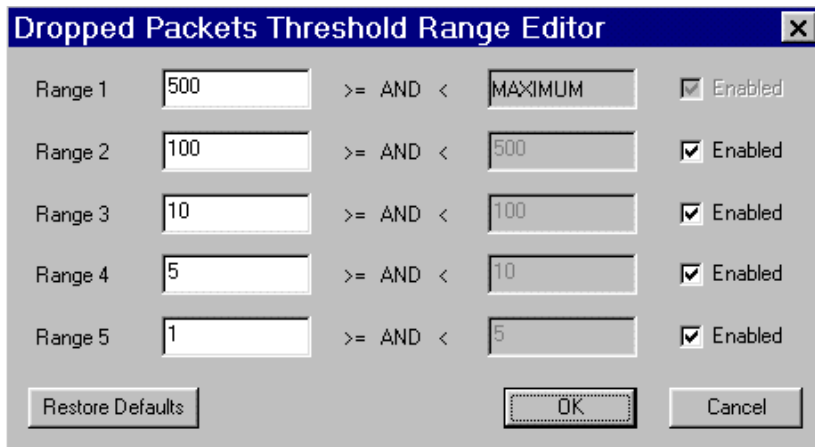 Dropped Packets Threshold Range Editor
Range 1 500 >= AND < MAXIMUM Enabled
Range 2 100 >= AND < 500 Enabled
Range 3 10 >= AND < 100 Enabled
Range 4 5 >= AND < 10 Enabled
Range 5 1 >= AND < 5 Enabled
Restore Defaults OK Cancel